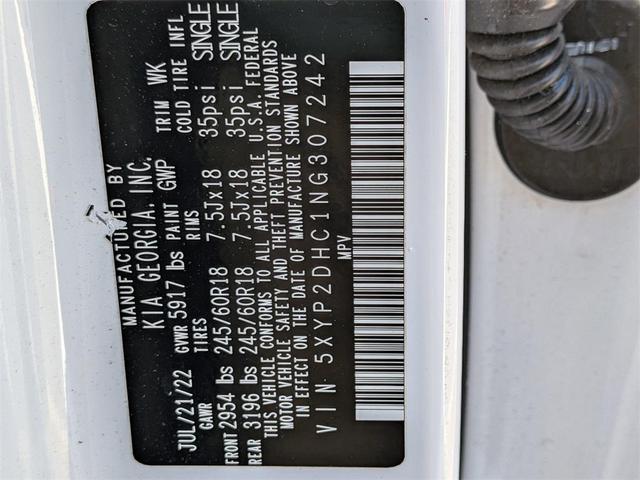 MANUFACTURED BY
KIA GEORGIA, INC.
JUL/21/22 GVWR 5917 lbs PAINT GWP TRIM WK
GAWR TIRES RIMS COLD TIRE INFL
FRONT 2954 lbs 245/60R18 7.5Jx18 35psi SINGLE
REAR 3196 lbs 245/60R18 7.5Jx18 35psi SINGLE
THIS VEHICLE CONFORMS TO ALL APPLICABLE U.S.A. FEDERAL
MOTOR VEHICLE SAFETY AND THEFT PREVENTION STANDARDS
IN EFFECT ON THE DATE OF MANUFACTURE SHOWN ABOVE
VIN 5XYP2DHC1NG307242
MPV